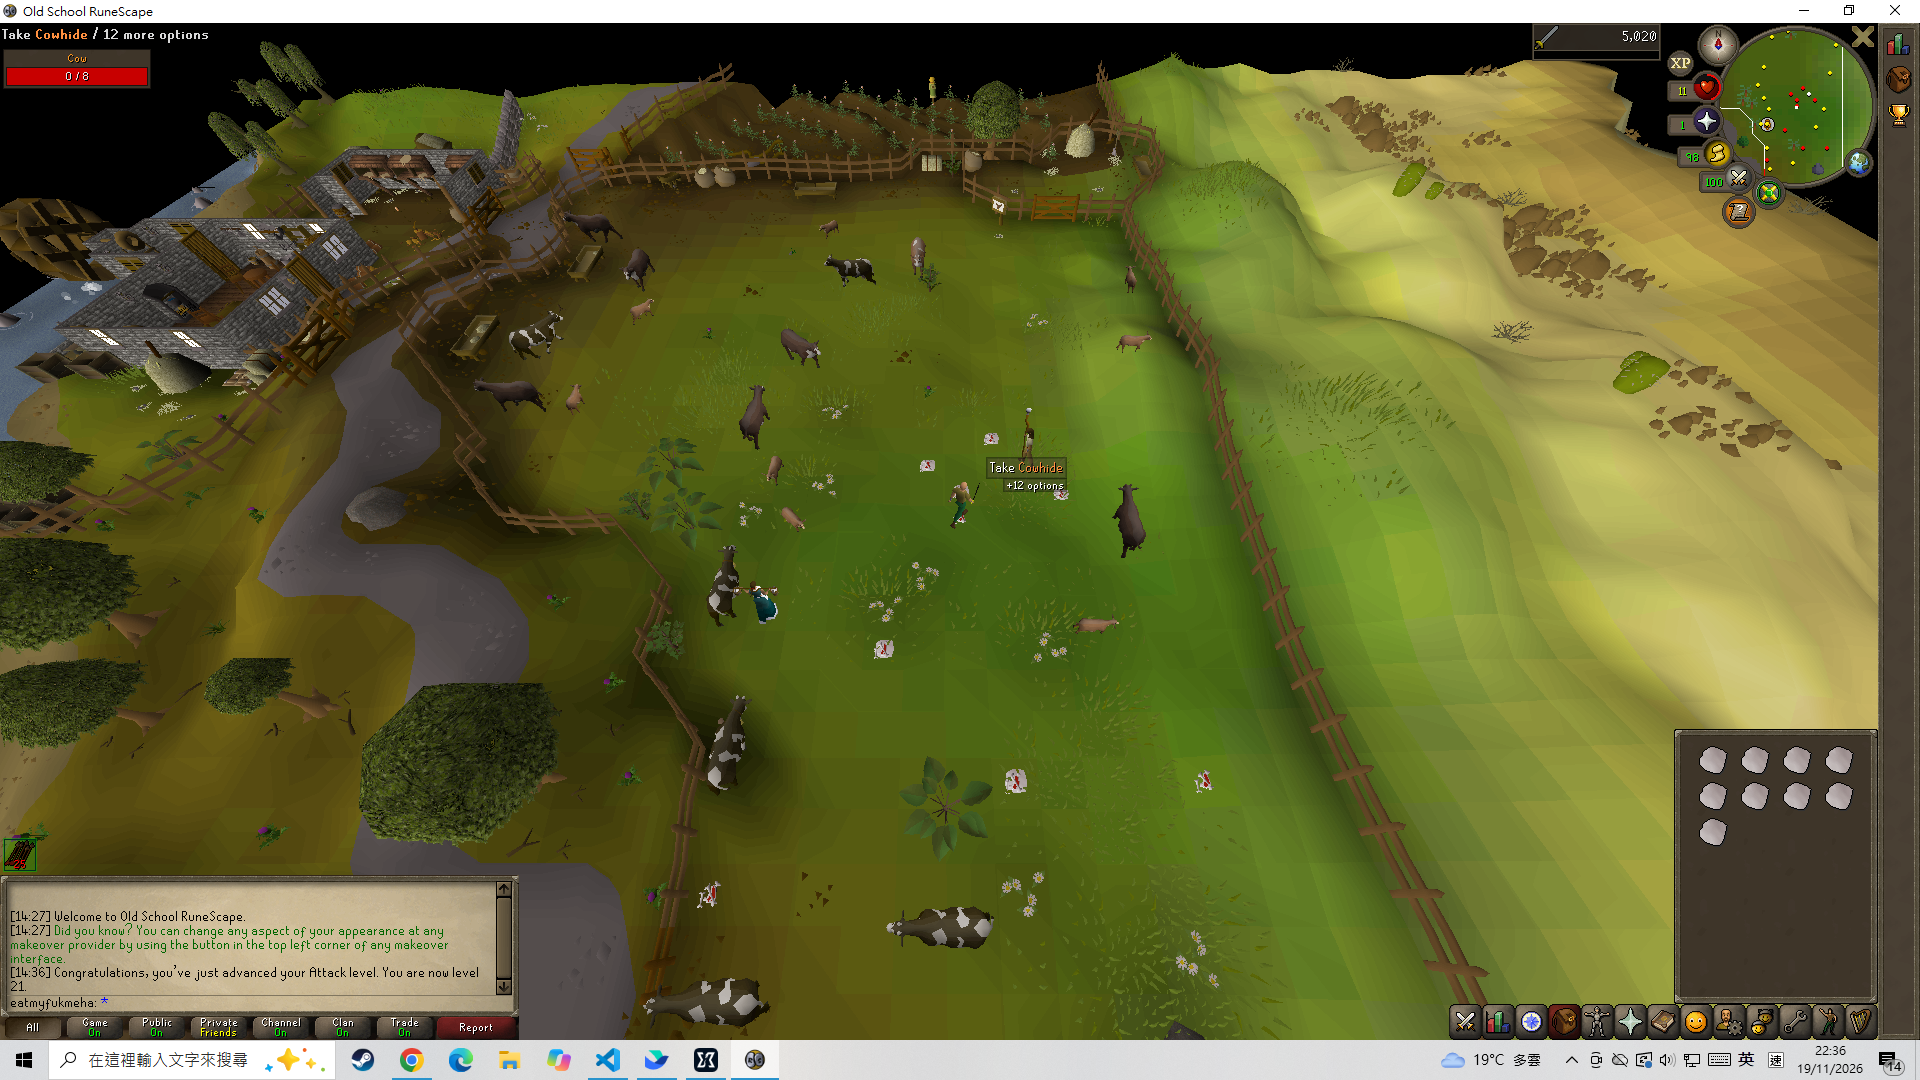 Old School RuneScape
Take Cowhide / 12 more options
Cow
0 / 8
5,020
XP
11
1
98
100
Take Cowhide
+12 options
25
[14:27] Welcome to Old School RuneScape.
[14:27] Did you know? You can change any aspect of your appearance at any
makeover provider by using the button in the top left corner of any makeover
interface.
[14:36] Congratulations, you've just advanced your Attack level. You are now level
21.
eatmyfukmeha: *
All
Game
On
Public
On
Private
Friends
Channel
On
Clan
On
Trade
On
Report
在這裡輸入文字來搜尋
19°C 多雲
英
速
22:36
19/11/2026
14